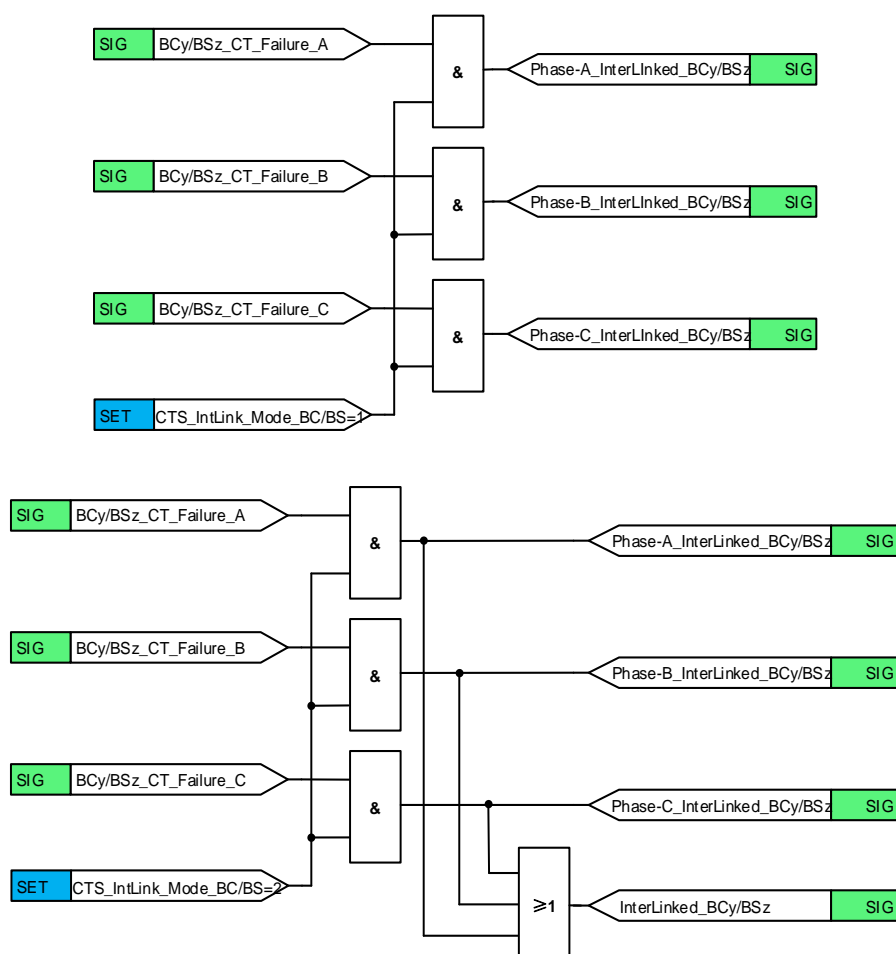 SIG BCy/BSz_CT_Failure_A
& Phase-A_InterLInked_BCy/BSz SIG
SIG BCy/BSz_CT_Failure_B
& Phase-B_InterLInked_BCy/BSz SIG
SIG BCy/BSz_CT_Failure_C
& Phase-C_InterLInked_BCy/BSz SIG
SET CTS_IntLink_Mode_BC/BS=1
SIG BCy/BSz_CT_Failure_A
& Phase-A_InterLinked_BCy/BSz SIG
SIG BCy/BSz_CT_Failure_B
& Phase-B_InterLinked_BCy/BSz SIG
SIG BCy/BSz_CT_Failure_C
& Phase-C_InterLinked_BCy/BSz SIG
SET CTS_IntLink_Mode_BC/BS=2
⩾1 InterLinked_BCy/BSz SIG